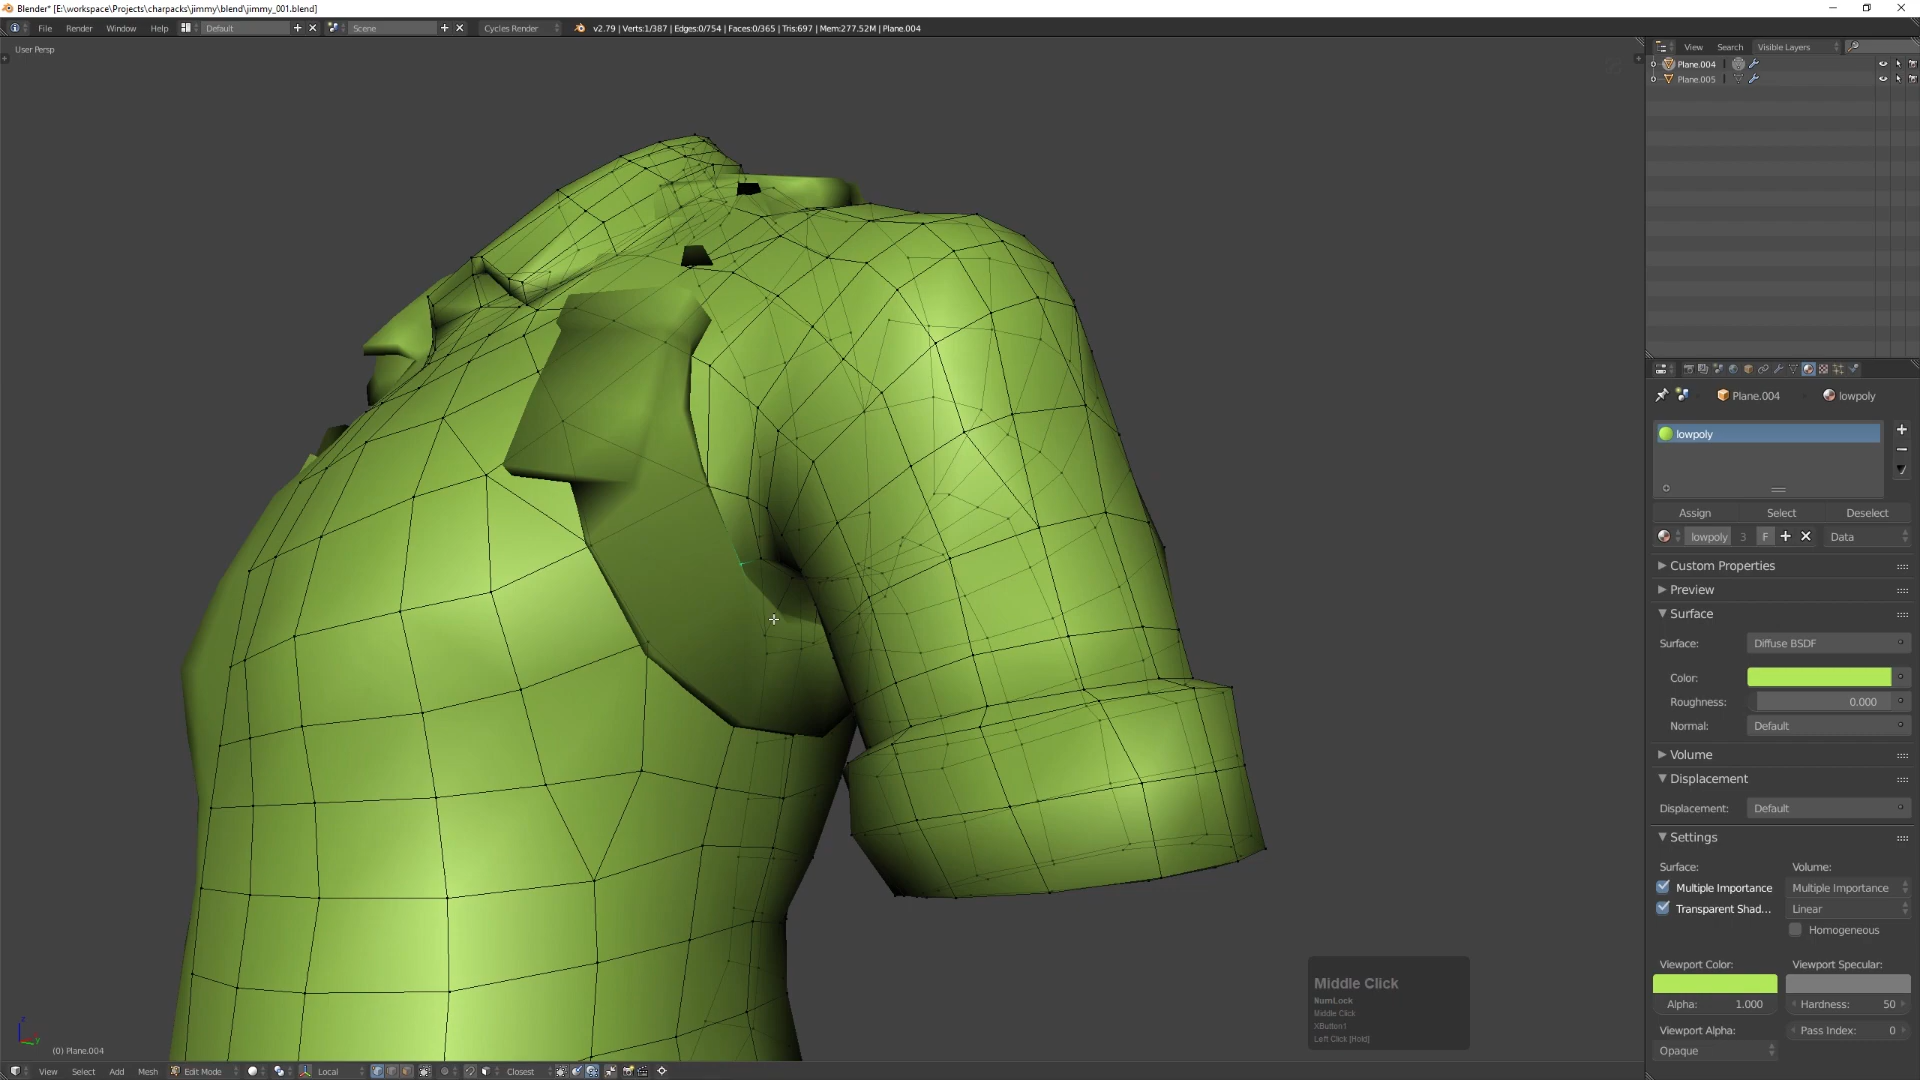 Blender* [E:\workspace\Projects\charpacks\jimmy\blend\jimmy_001.blend]
File Render Window Help Default Scene Cycles Render v2.79 | Verts:1/387 | Edges:0/754 | Faces:0/365 | Tris:697 | Mem:277.52M | Plane.004
User Persp
View Search Visible Layers
Plane.004
Plane.005
Plane.004 lowpoly
lowpoly
Assign Select Deselect
lowpoly 3 F Data
Custom Properties
Preview
Surface
Surface: Diffuse BSDF
Color:
Roughness: 0.000
Normal: Default
Volume
Displacement
Displacement: Default
Settings
Surface: Volume:
Multiple Importance Multiple Importance
Transparent Shad... Linear
Homogeneous
Viewport Color: Viewport Specular:
Alpha: 1.000 Hardness: 50
Viewport Alpha: Pass Index: 0
Opaque
Middle Click
NumLock
Middle Click
XButton1
Left Click [Hold]
z
y
(0) Plane.004
View Select Add Mesh Edit Mode Local Closest